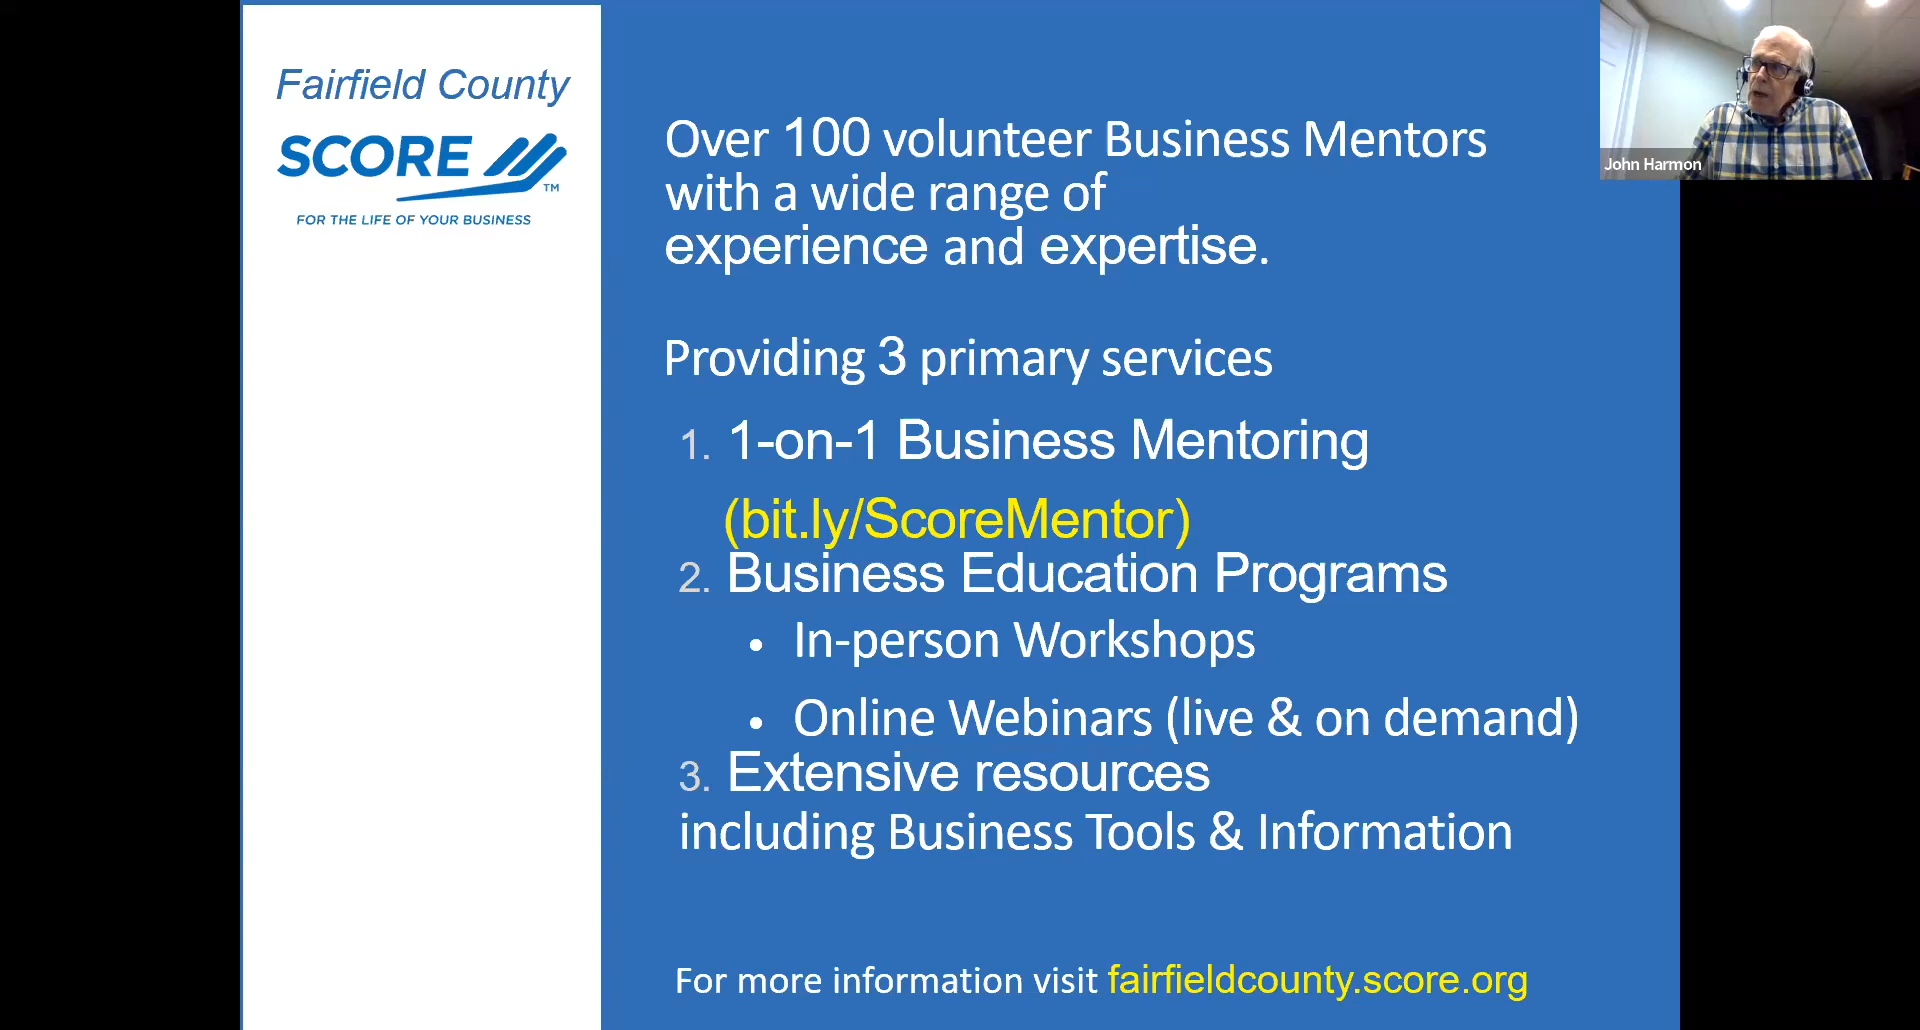 Fairfield County
SCORE
TM
FOR THE LIFE OF YOUR BUSINESS
Over 100 volunteer Business Mentors
with a wide range of
experience and expertise.
Providing 3 primary services
1. 1-on-1 Business Mentoring
(bit.ly/ScoreMentor)
2. Business Education Programs
• In-person Workshops
• Online Webinars (live & on demand)
3. Extensive resources
including Business Tools & Information
For more information visit fairfieldcounty.score.org
John Harmon